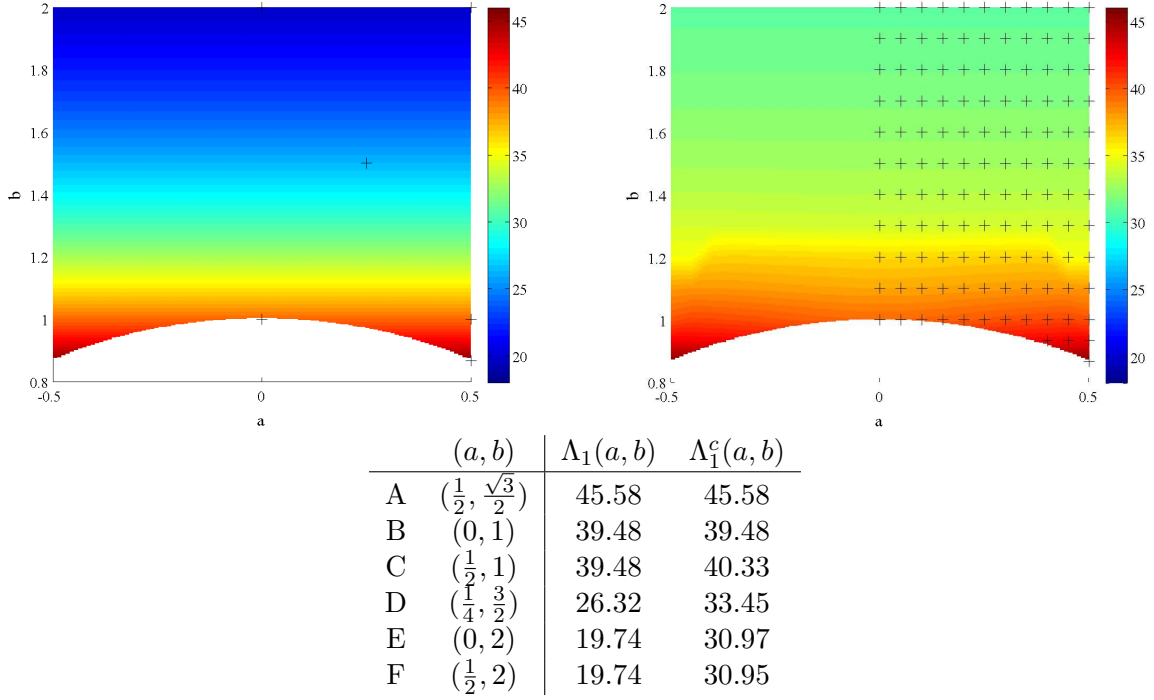 2
1.8
1.6
1.4
1.2
1
0.8
b
-0.5 0 0.5
a
45
40
35
30
25
20
2
1.8
1.6
1.4
1.2
1
0.8
b
-0.5 0 0.5
a
45
40
35
30
25
20
(a, b) Λ₁(a, b) Λ₁ᶜ(a, b)
A (1/2, √3/2) 45.58 45.58
B (0, 1) 39.48 39.48
C (1/2, 1) 39.48 40.33
D (1/4, 3/2) 26.32 33.45
E (0, 2) 19.74 30.97
F (1/2, 2) 19.74 30.95